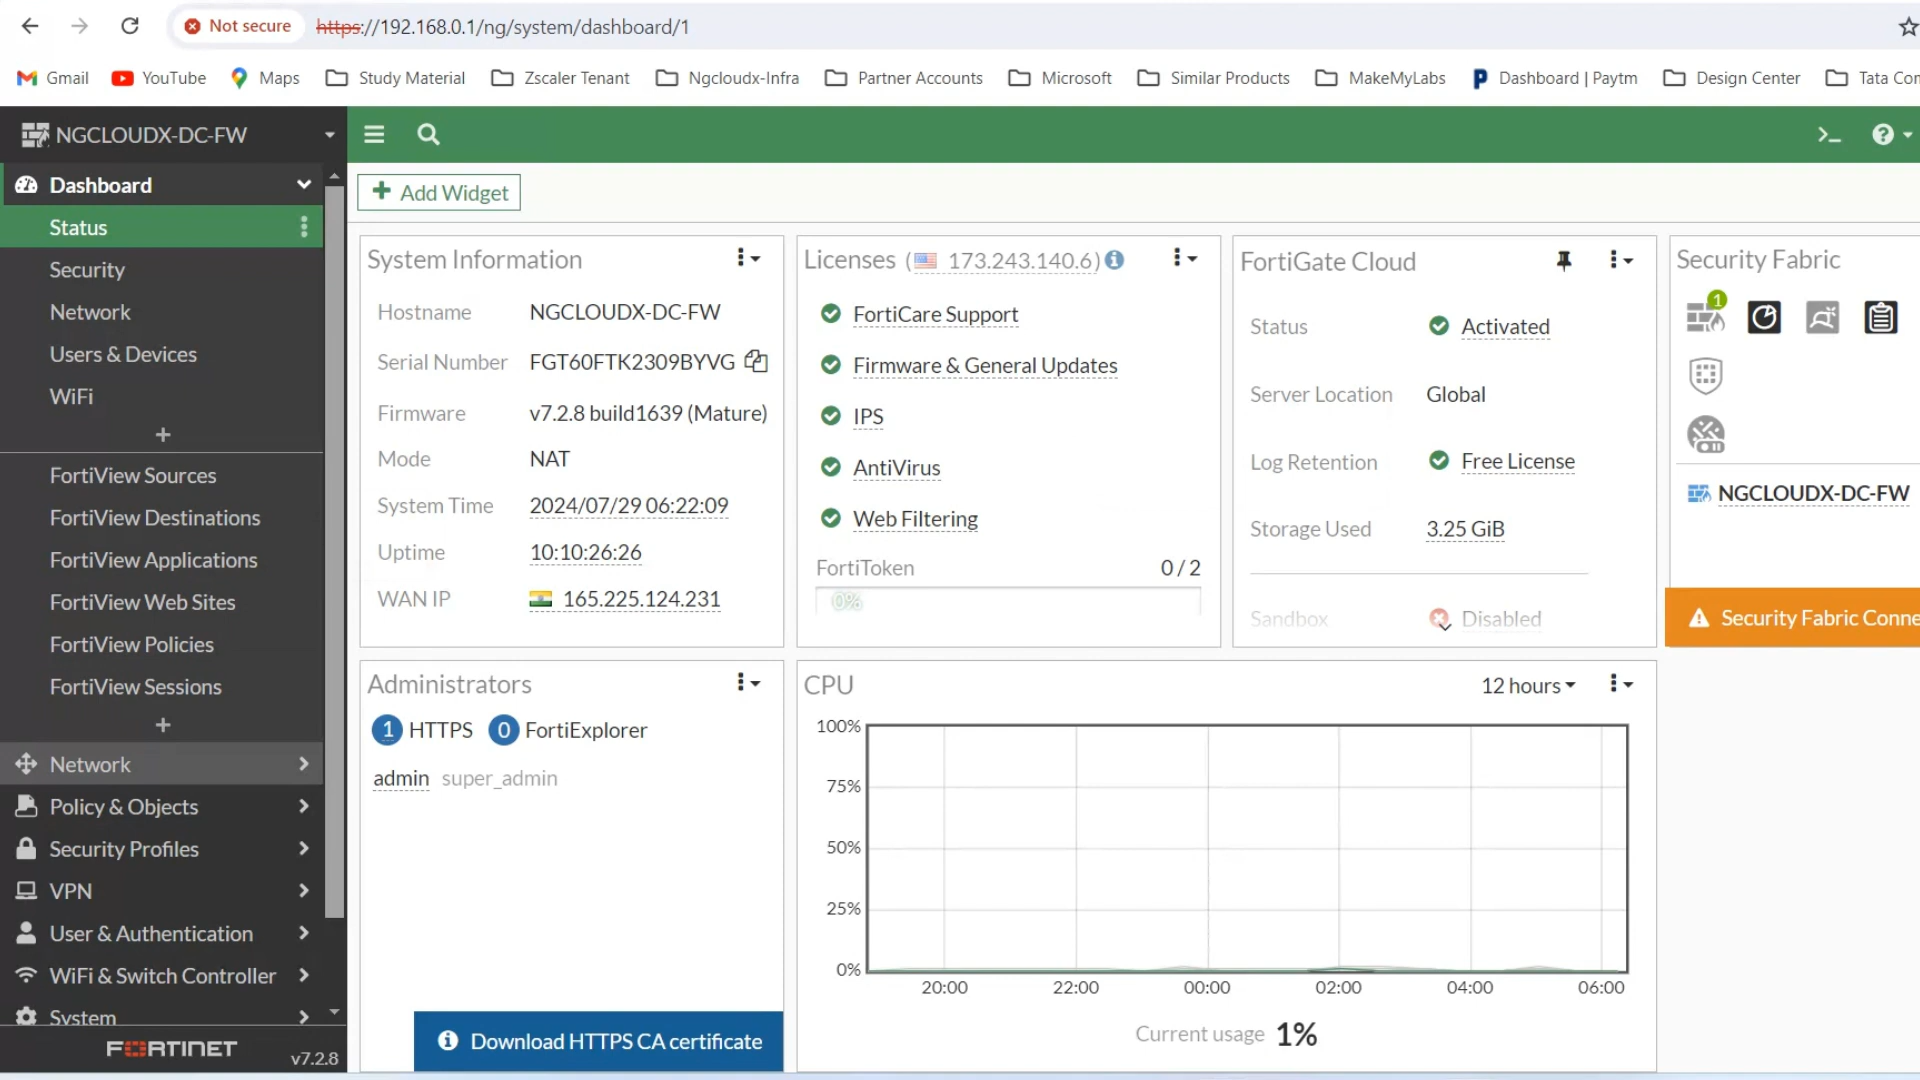 Not secure https://192.168.0.1/ng/system/dashboard/1
Gmail YouTube Maps Study Material Zscaler Tenant Ngcloudx-Infra Partner Accounts Microsoft Similar Products MakeMyLabs Dashboard | Paytm Design Center Tata Con
NGCLOUDX-DC-FW
Dashboard
Status
Security
Network
Users & Devices
WiFi
+
FortiView Sources
FortiView Destinations
FortiView Applications
FortiView Web Sites
FortiView Policies
FortiView Sessions
+
Network
Policy & Objects
Security Profiles
VPN
User & Authentication
WiFi & Switch Controller
System
FORTINET v7.2.8
>_ ?
+ Add Widget
System Information
Hostname NGCLOUDX-DC-FW
Serial Number FGT60FTK2309BYVG
Firmware v7.2.8 build1639 (Mature)
Mode NAT
System Time 2024/07/29 06:22:09
Uptime 10:10:26:26
WAN IP 165.225.124.231
Licenses (173.243.140.6)
FortiCare Support
Firmware & General Updates
IPS
AntiVirus
Web Filtering
FortiToken 0 / 2
0%
FortiGate Cloud
Status Activated
Server Location Global
Log Retention Free License
Storage Used 3.25 GiB
Sandbox Disabled
Security Fabric
1
NGCLOUDX-DC-FW
Security Fabric Conne
Administrators
1 HTTPS 0 FortiExplorer
admin super_admin
Download HTTPS CA certificate
CPU 12 hours
100%
75%
50%
25%
0%
20:00 22:00 00:00 02:00 04:00 06:00
Current usage 1%